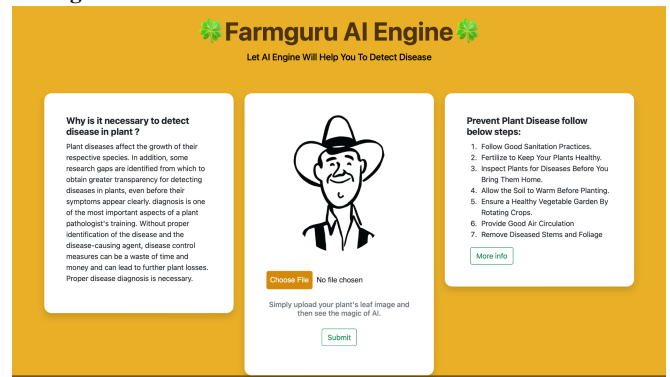 🍀Farmguru AI Engine🍀
Let AI Engine Will Help You To Detect Disease
Why is it necessary to detect
disease in plant ?
Plant diseases affect the growth of their
respective species. In addition, some
research gaps are identified from which to
obtain greater transparency for detecting
diseases in plants, even before their
symptoms appear clearly. diagnosis is one
of the most important aspects of a plant
pathologist's training. Without proper
identification of the disease and the
disease-causing agent, disease control
measures can be a waste of time and
money and can lead to further plant losses.
Proper disease diagnosis is necessary.
Choose File No file chosen
Simply upload your plant's leaf image and
then see the magic of AI.
Submit
Prevent Plant Disease follow
below steps:
1. Follow Good Sanitation Practices.
2. Fertilize to Keep Your Plants Healthy.
3. Inspect Plants for Diseases Before You
Bring Them Home.
4. Allow the Soil to Warm Before Planting.
5. Ensure a Healthy Vegetable Garden By
Rotating Crops.
6. Provide Good Air Circulation
7. Remove Diseased Stems and Foliage
More info